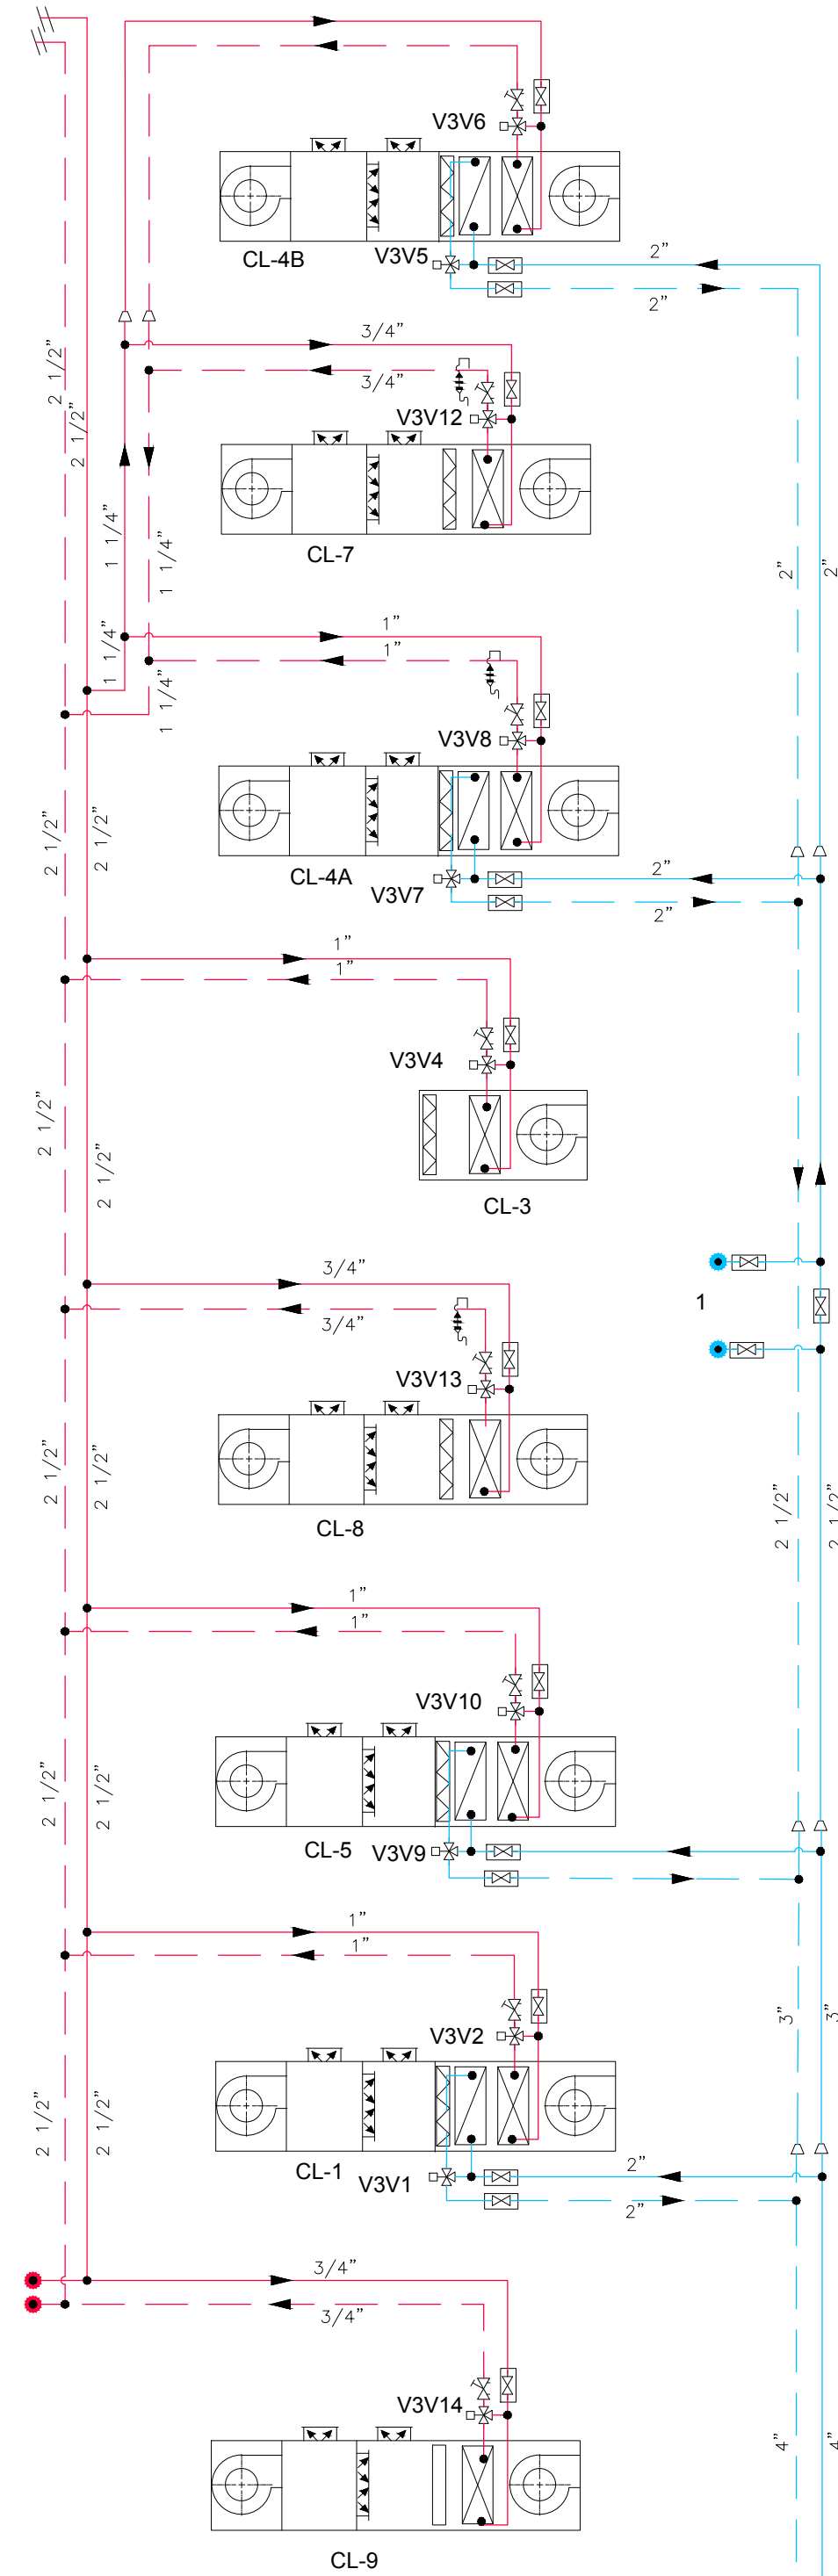 V3V6
CL-4B
V3V5
2”
2”
3/4”
3/4”
2 1/2”
2 1/2”
V3V12
CL-7
1 1/4”
1 1/4”
2”
2”
1”
1”
1 1/4”
1 1/4”
V3V8
2 1/2”
2 1/2”
CL-4A
V3V7
2”
2”
1”
1”
V3V4
2 1/2”
2 1/2”
CL-3
3/4”
1
3/4”
V3V13
2 1/2”
2 1/2”
CL-8
2 1/2”
2 1/2”
1”
1”
V3V10
2 1/2”
2 1/2”
CL-5
V3V9
1”
1”
3”
3”
V3V2
2 1/2”
2 1/2”
CL-1
V3V1
2”
2”
3/4”
3/4”
V3V14
4”
4”
CL-9